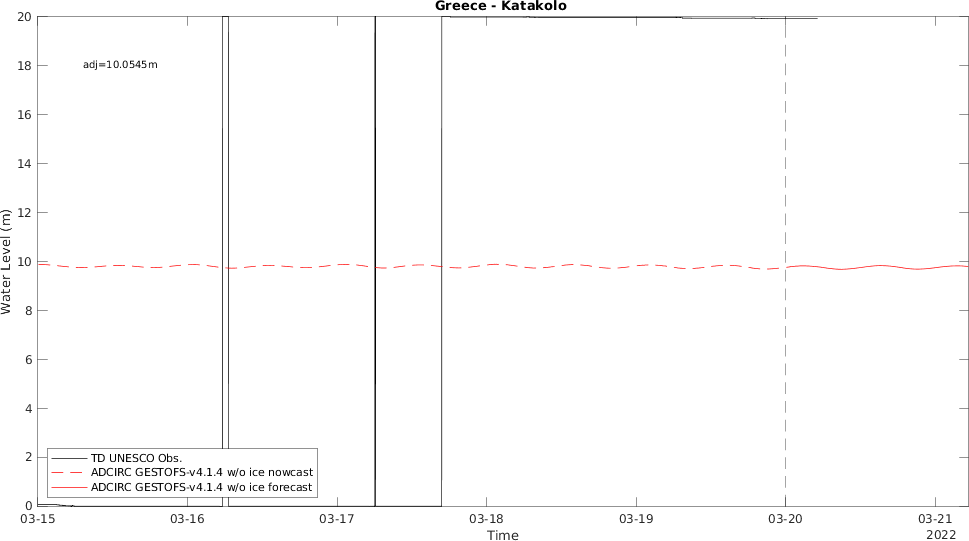 Greece - Katakolo
20
18
16
14
12
10
8
6
4
2
0
Water Level (m)
adj=10.0545m
TD UNESCO Obs.
ADCIRC GESTOFS-v4.1.4 w/o ice nowcast
ADCIRC GESTOFS-v4.1.4 w/o ice forecast
03-15 03-16 03-17 03-18 03-19 03-20 03-21
Time
2022